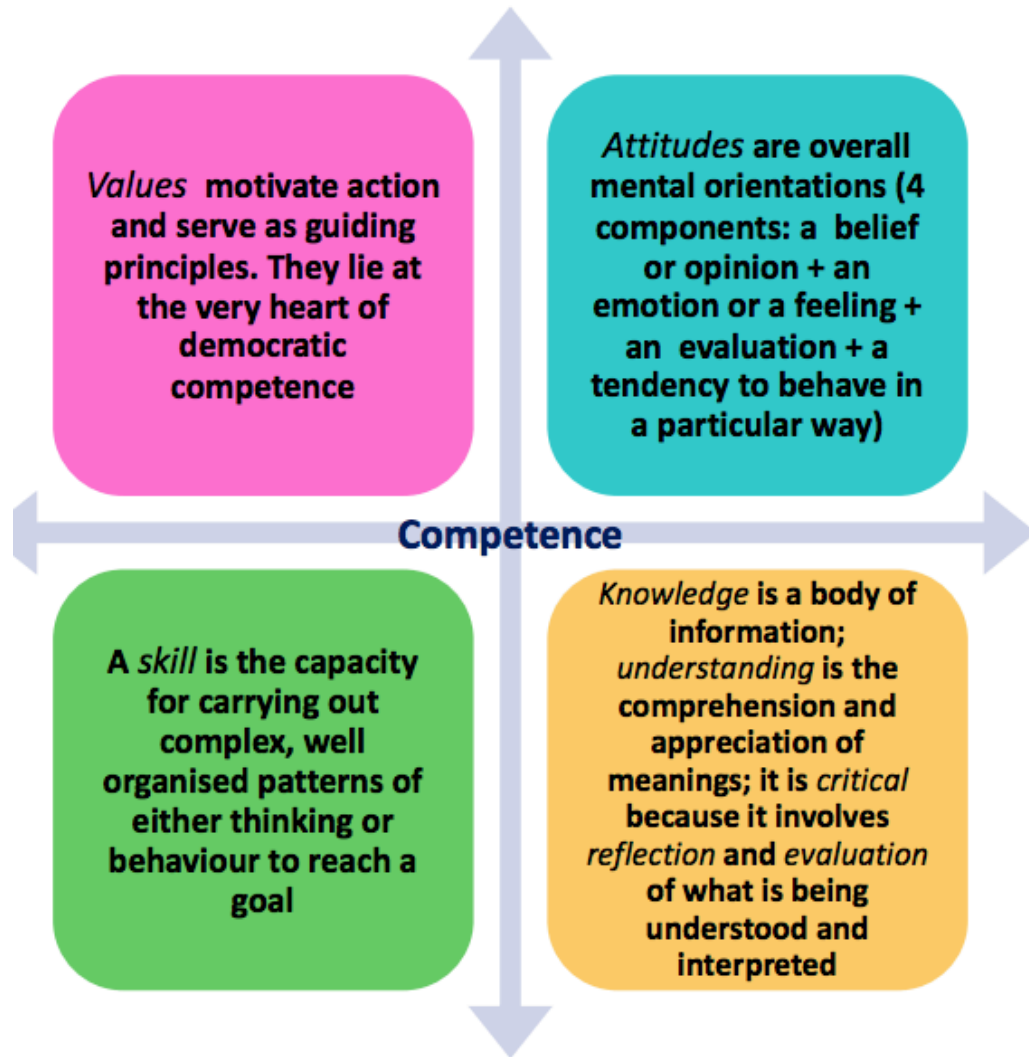 Values motivate action
and serve as guiding
principles. They lie at
the very heart of
democratic
competence
Attitudes are overall
mental orientations (4
components: a belief
or opinion + an
emotion or a feeling +
an evaluation + a
tendency to behave in
a particular way)
Competence
A skill is the capacity
for carrying out
complex, well
organised patterns of
either thinking or
behaviour to reach a
goal
Knowledge is a body of
information;
understanding is the
comprehension and
appreciation of
meanings; it is critical
because it involves
reflection and evaluation
of what is being
understood and
interpreted